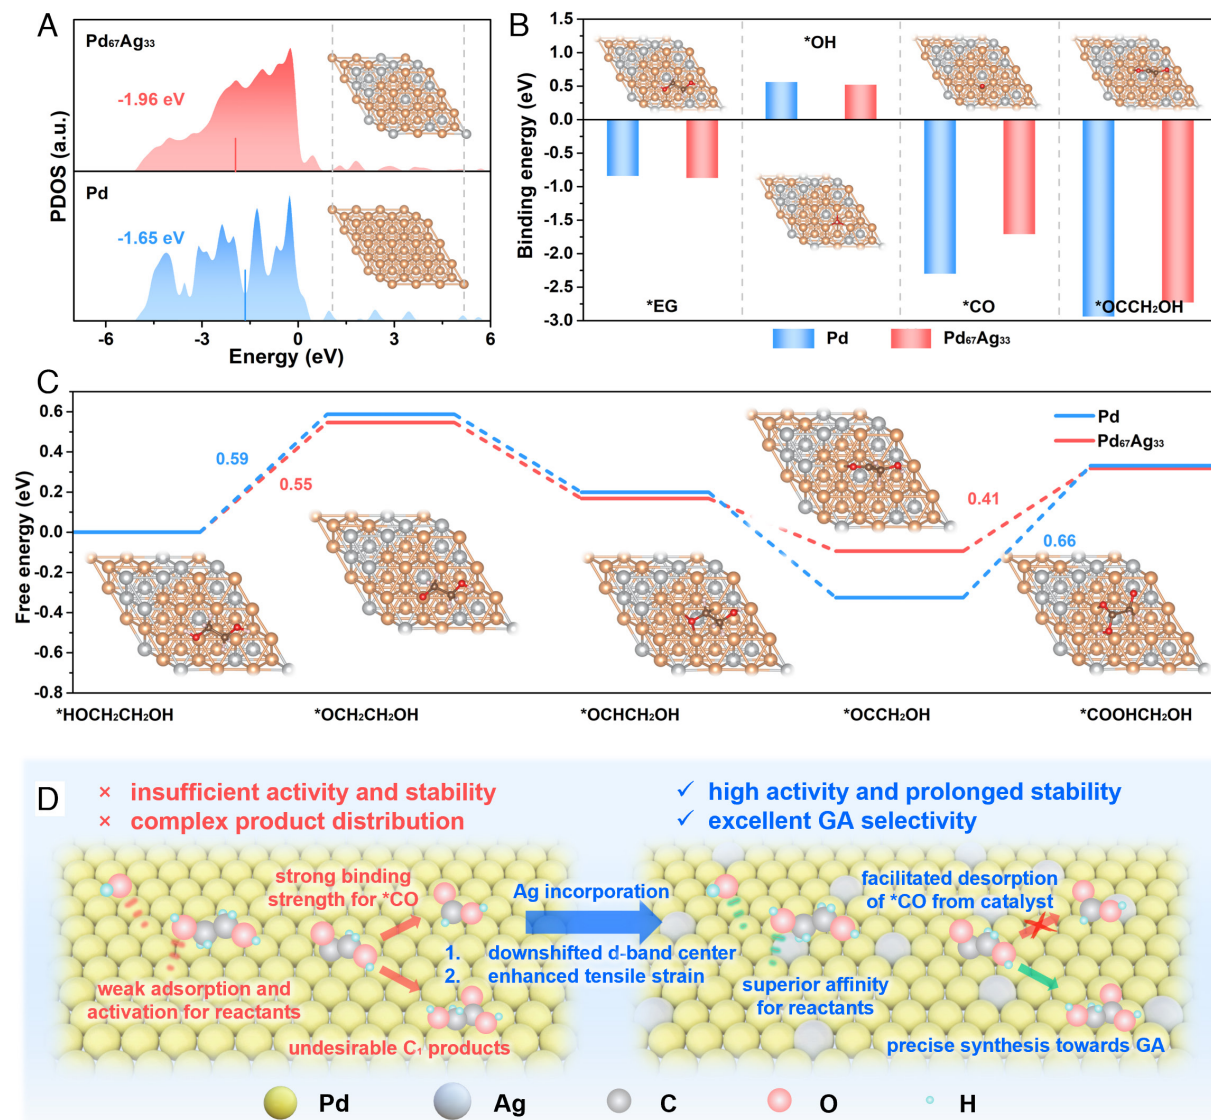 A
Pd₆₇Ag₃₃
-1.96 eV
Pd
-1.65 eV
PDOS (a.u.)
-6 -3 0 3 6
Energy (eV)
B
1.5
1.0
0.5
0.0
-0.5
-1.0
-1.5
-2.0
-2.5
-3.0
Binding energy (eV)
*OH
*EG
*CO
*OCCH₂OH
Pd Pd₆₇Ag₃₃
C
0.6
0.4
0.2
0.0
-0.2
-0.4
-0.6
-0.8
Free energy (eV)
Pd
Pd₆₇Ag₃₃
0.59
0.55
0.41
0.66
*HOCH₂CH₂OH *OCH₂CH₂OH *OCHCH₂OH *OCCH₂OH *COOHCH₂OH
D
× insufficient activity and stability
× complex product distribution
✓ high activity and prolonged stability
✓ excellent GA selectivity
strong binding
strength for *CO
weak adsorption and
activation for reactants
undesirable C₁ products
Ag incorporation
1. downshifted d-band center
2. enhanced tensile strain
facilitated desorption
of *CO from catalyst
superior affinity
for reactants
precise synthesis towards GA
Pd Ag C O H